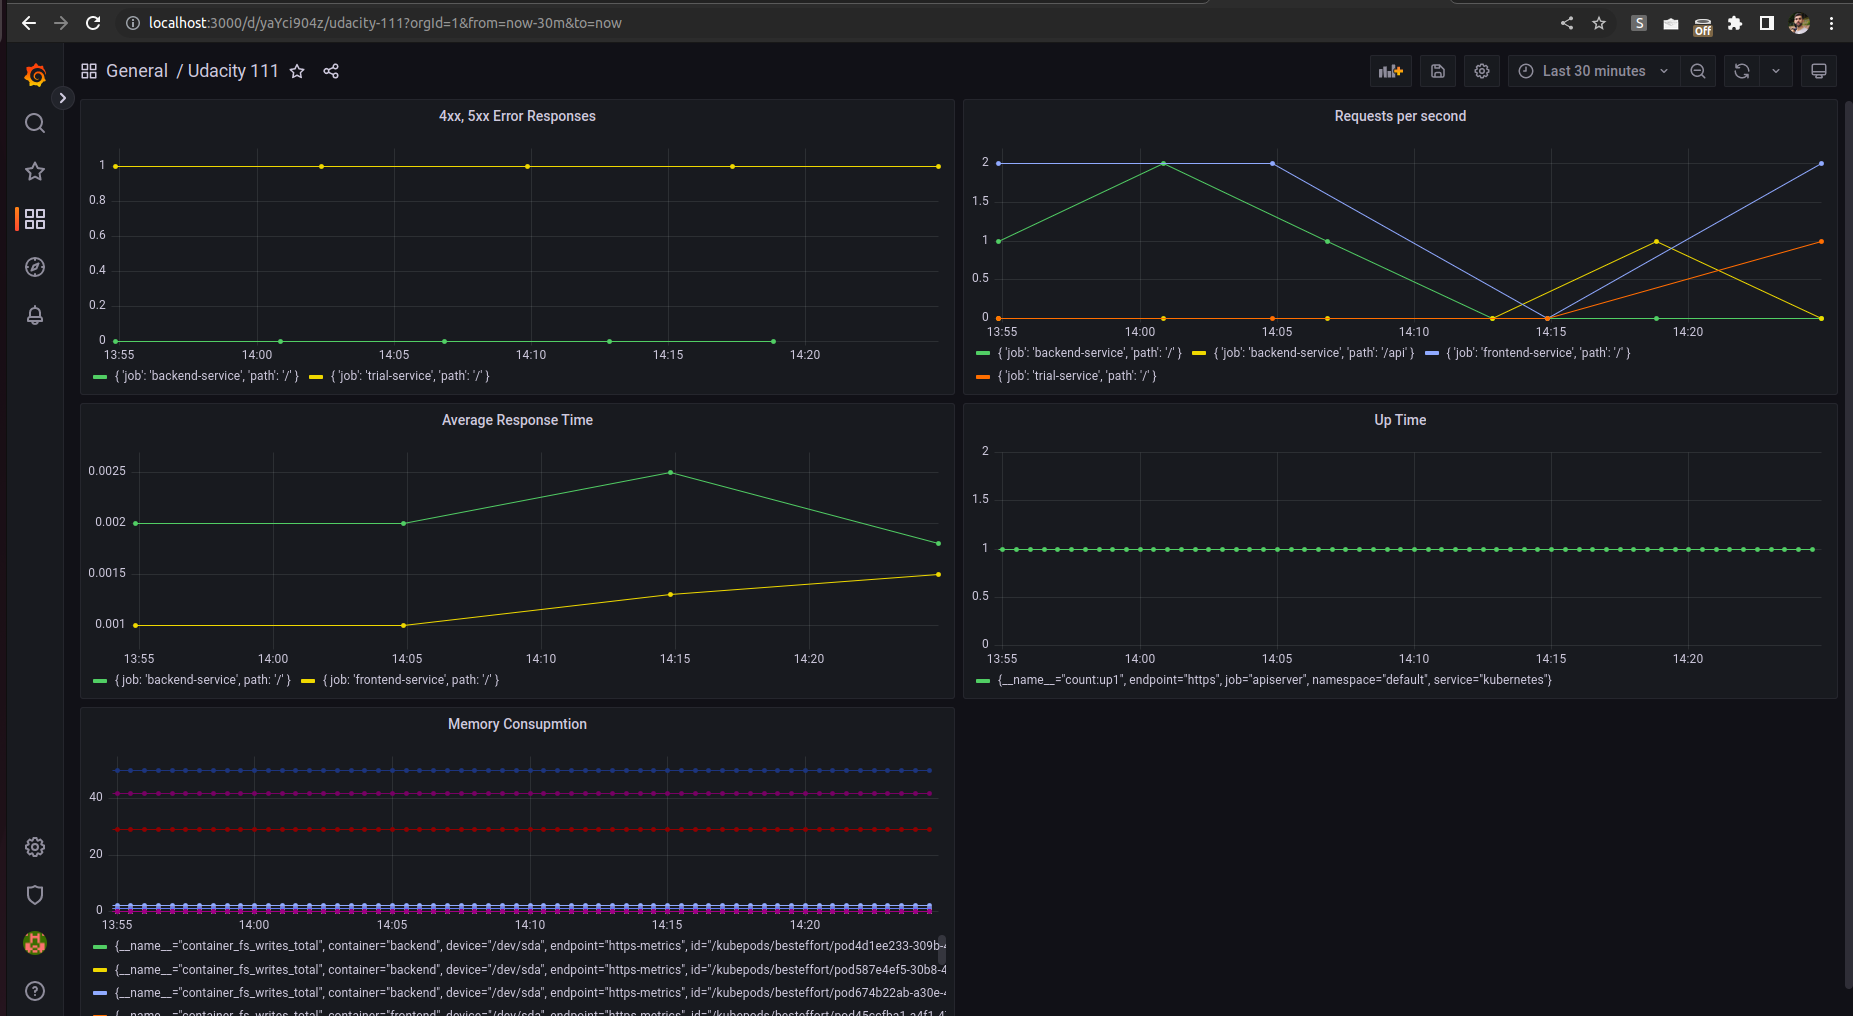 localhost:3000/d/yaYci904z/udacity-111?orgId=1&from=now-30m&to=now
S
Off
General / Udacity 111
Last 30 minutes
4xx, 5xx Error Responses
1
0.8
0.6
0.4
0.2
0
13:55 14:00 14:05 14:10 14:15 14:20
{ 'job': 'backend-service', 'path': '/' } { 'job': 'trial-service', 'path': '/' }
Requests per second
2
1.5
1
0.5
0
13:55 14:00 14:05 14:10 14:15 14:20
{ 'job': 'backend-service', 'path': '/' } { 'job': 'backend-service', 'path': '/api' } { 'job': 'frontend-service', 'path': '/' }
{ 'job': 'trial-service', 'path': '/' }
Average Response Time
0.0025
0.002
0.0015
0.001
13:55 14:00 14:05 14:10 14:15 14:20
{ job: 'backend-service', path: '/' } { job: 'frontend-service', path: '/' }
Up Time
2
1.5
1
0.5
0
13:55 14:00 14:05 14:10 14:15 14:20
{__name__="count:up1", endpoint="https", job="apiserver", namespace="default", service="kubernetes"}
Memory Consupmtion
40
20
0
13:55 14:00 14:05 14:10 14:15 14:20
{__name__="container_fs_writes_total", container="backend", device="/dev/sda", endpoint="https-metrics", id="/kubepods/besteffort/pod4d1ee233-309b-
{__name__="container_fs_writes_total", container="backend", device="/dev/sda", endpoint="https-metrics", id="/kubepods/besteffort/pod587e4ef5-30b8-4
{__name__="container_fs_writes_total", container="backend", device="/dev/sda", endpoint="https-metrics", id="/kubepods/besteffort/pod674b22ab-a30e-
{__name__="container_fs_writes_total", container="frontend", device="/dev/sda", endpoint="https-metrics",